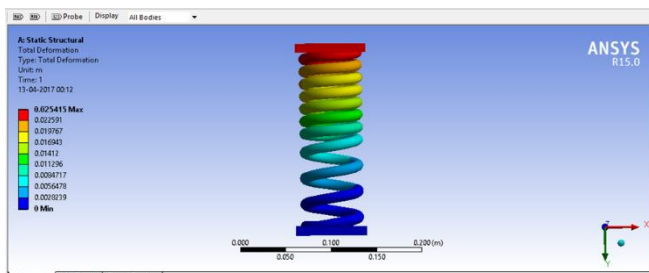 Probe Display All Bodies
A: Static Structural
Total Deformation
Type: Total Deformation
Unit: m
Time: 1
11-04-2017 00:12
0.025415 Max
0.022591
0.019767
0.016943
0.01412
0.011296
0.0084717
0.0056478
0.0028239
0 Min
ANSYS
R15.0
0.000
0.100
0.200 (m)
0.050
0.150
X
Y